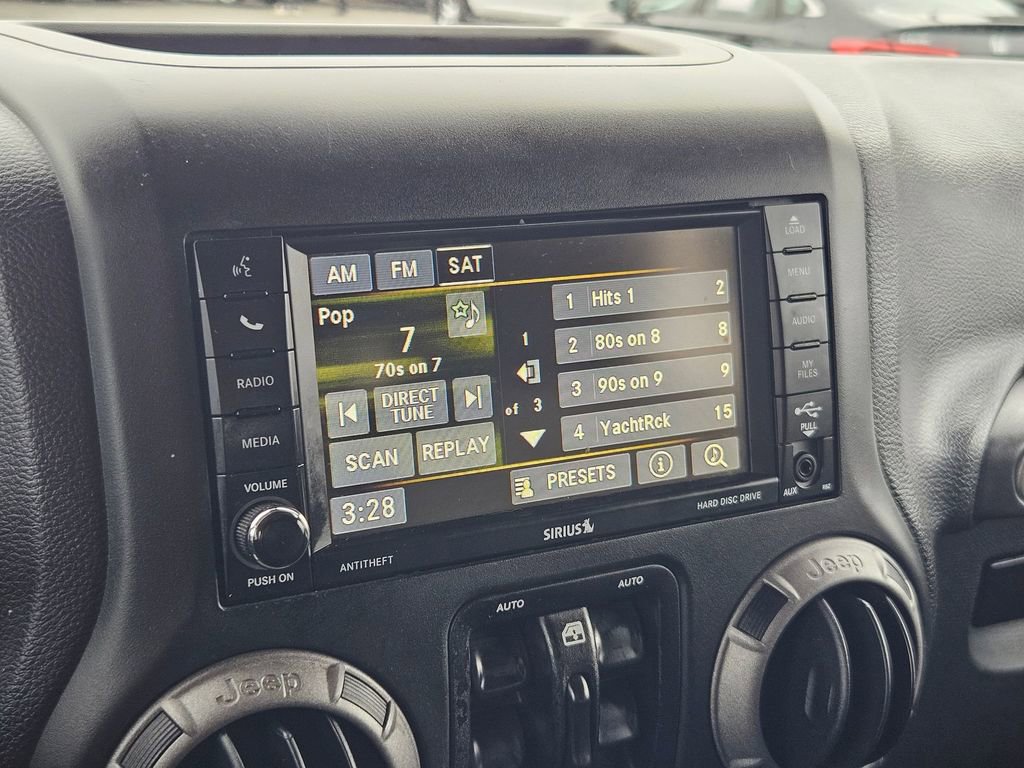 RADIO
MEDIA
VOLUME
PUSH ON
AM FM SAT
Pop
7
70s on 7
DIRECT
TUNE
SCAN
REPLAY
3:28
1
of 3
1 Hits 1 2
2 80s on 8 8
3 90s on 9 9
4 YachtRck 15
PRESETS
LOAD
MENU
AUDIO
MY
FILES
PULL
AUX
ANTITHEFT
SIRIUS
HARD DISC DRIVE
AUTO
AUTO
Jeep
Jeep